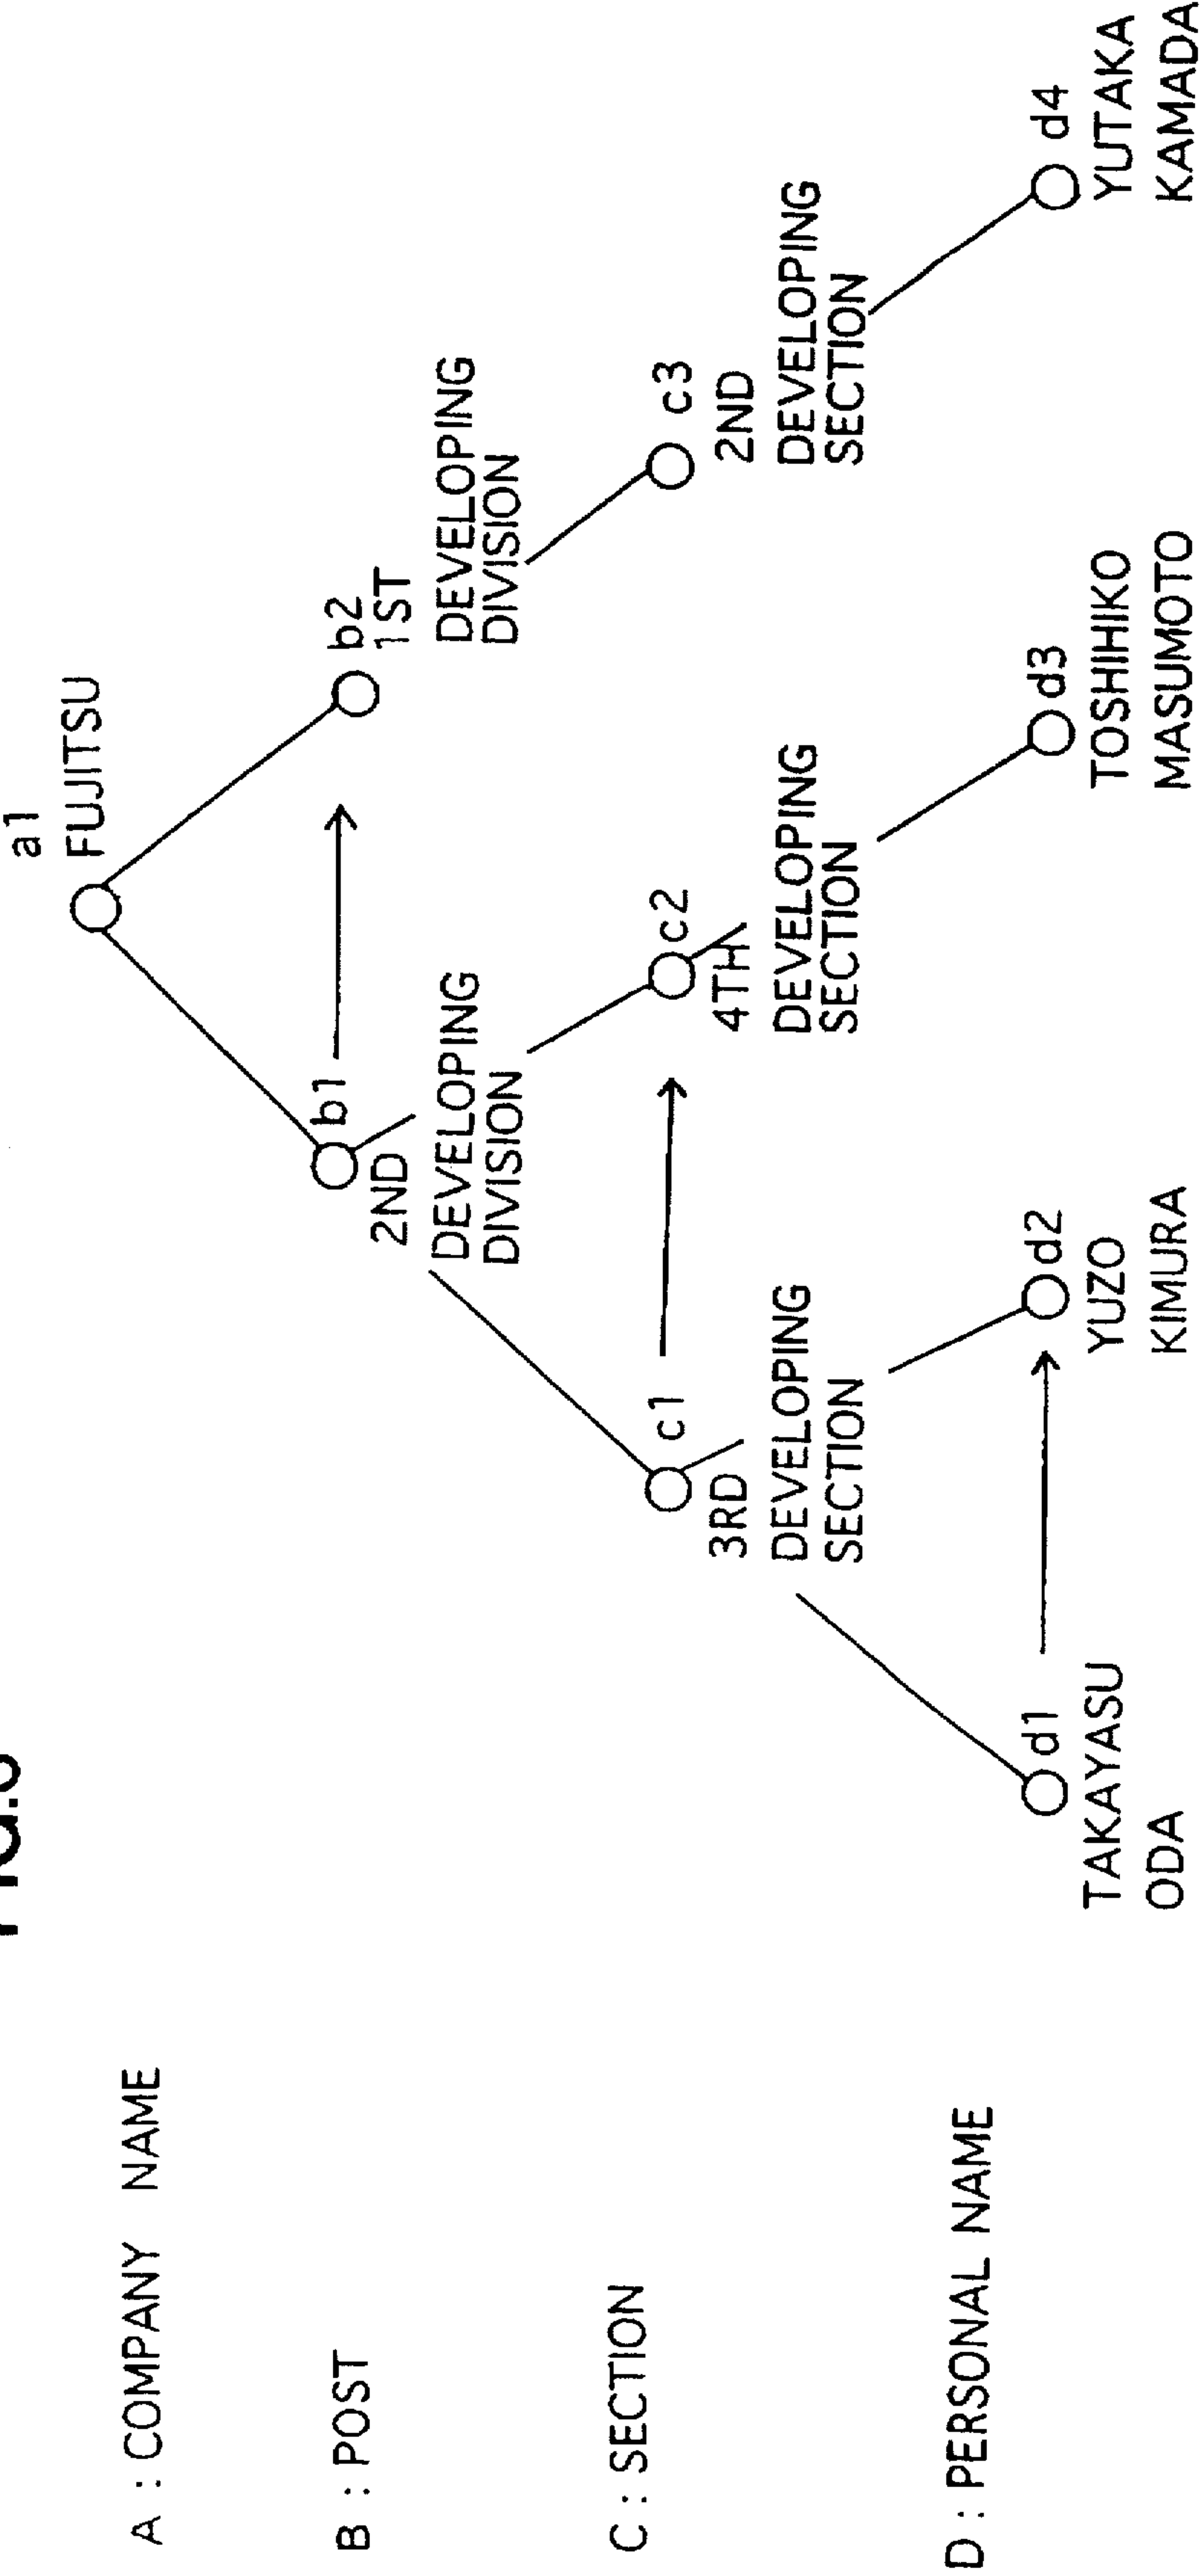 a1
FUJITSU
A : COMPANY NAME
b1
2ND
DEVELOPING
DIVISION
b2
1ST
DEVELOPING
DIVISION
B : POST
c1
3RD
DEVELOPING
SECTION
c2
4TH
DEVELOPING
SECTION
c3
2ND
DEVELOPING
SECTION
C : SECTION
d1
TAKAYASU
ODA
d2
YUZO
KIMURA
d3
TOSHIHIKO
MASUMOTO
d4
YUTAKA
KAMADA
D : PERSONAL NAME